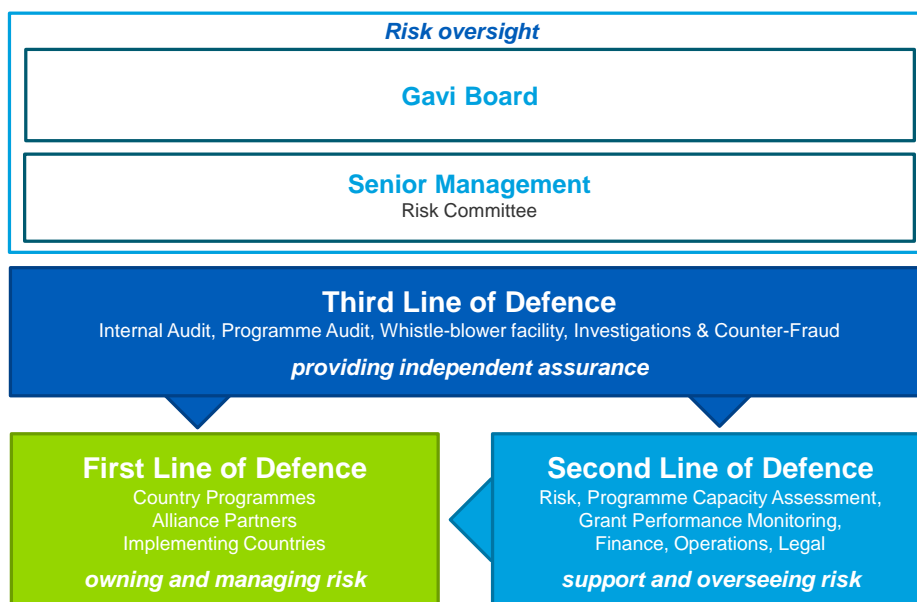 Risk oversight
Gavi Board
Senior Management
Risk Committee
Third Line of Defence
Internal Audit, Programme Audit, Whistle-blower facility, Investigations & Counter-Fraud
providing independent assurance
First Line of Defence
Country Programmes
Alliance Partners
Implementing Countries
owning and managing risk
Second Line of Defence
Risk, Programme Capacity Assessment,
Grant Performance Monitoring,
Finance, Operations, Legal
support and overseeing risk